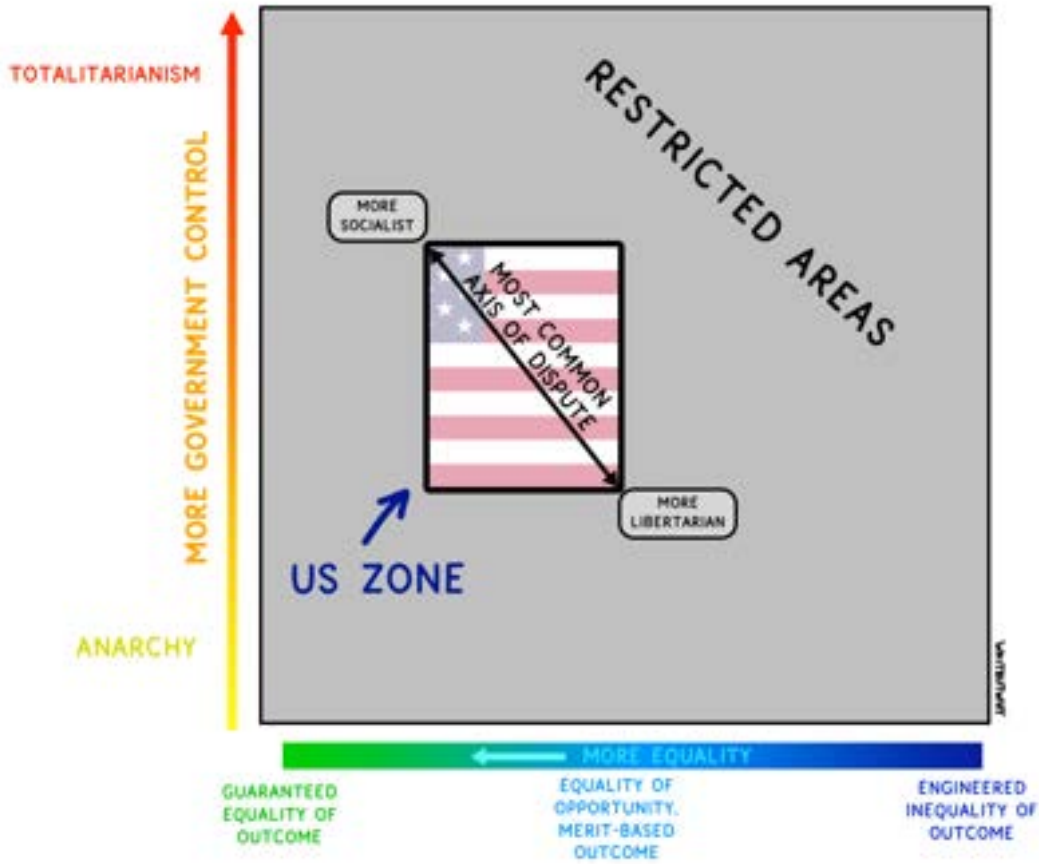 TOTALITARIANISM
MORE GOVERNMENT CONTROL
ANARCHY
RESTRICTED AREAS
MORE
SOCIALIST
MOST COMMON
AXIS OF DISPUTE
MORE
LIBERTARIAN
US ZONE
MORE EQUALITY
GUARANTEED
EQUALITY OF
OUTCOME
EQUALITY OF
OPPORTUNITY,
MERIT-BASED
OUTCOME
ENGINEERED
INEQUALITY OF
OUTCOME